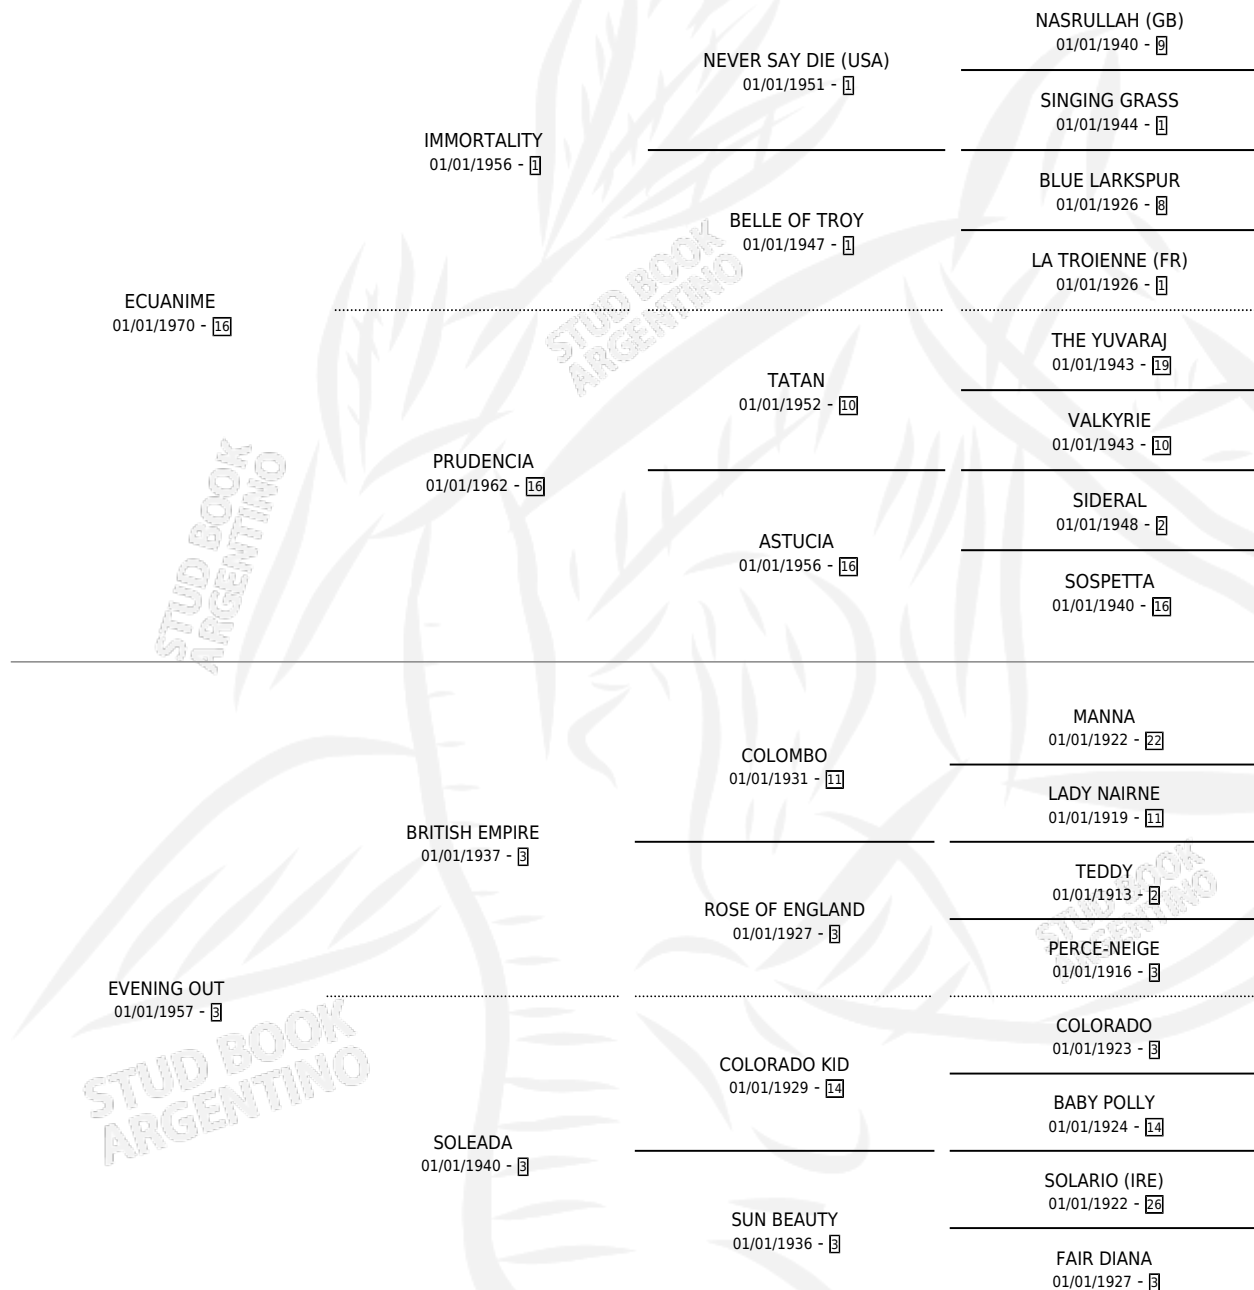 NASRULLAH (GB)
01/01/1940 - 9
NEVER SAY DIE (USA)
01/01/1951 - 1
SINGING GRASS
01/01/1944 - 1
IMMORTALITY
01/01/1956 - 1
BLUE LARKSPUR
01/01/1926 - 8
BELLE OF TROY
01/01/1947 - 1
LA TROIENNE (FR)
01/01/1926 - 1
ECUANIME
01/01/1970 - 16
THE YUVARAJ
01/01/1943 - 19
TATAN
01/01/1952 - 10
VALKYRIE
01/01/1943 - 10
PRUDENCIA
01/01/1962 - 16
SIDERAL
01/01/1948 - 2
ASTUCIA
01/01/1956 - 16
SOSPETTA
01/01/1940 - 16
MANNA
01/01/1922 - 22
COLOMBO
01/01/1931 - 11
LADY NAIRNE
01/01/1919 - 11
BRITISH EMPIRE
01/01/1937 - 3
TEDDY
01/01/1913 - 2
ROSE OF ENGLAND
01/01/1927 - 3
PERCE-NEIGE
01/01/1916 - 3
EVENING OUT
01/01/1957 - 3
COLORADO
01/01/1923 - 3
COLORADO KID
01/01/1929 - 14
BABY POLLY
01/01/1924 - 14
SOLEADA
01/01/1940 - 3
SOLARIO (IRE)
01/01/1922 - 26
SUN BEAUTY
01/01/1936 - 3
FAIR DIANA
01/01/1927 - 3
STUD BOOK
ARGENTINO
STUD BOOK
ARGENTINO
STUD BOOK
ARGENTINO
STUD BOOK
ARGENTINO